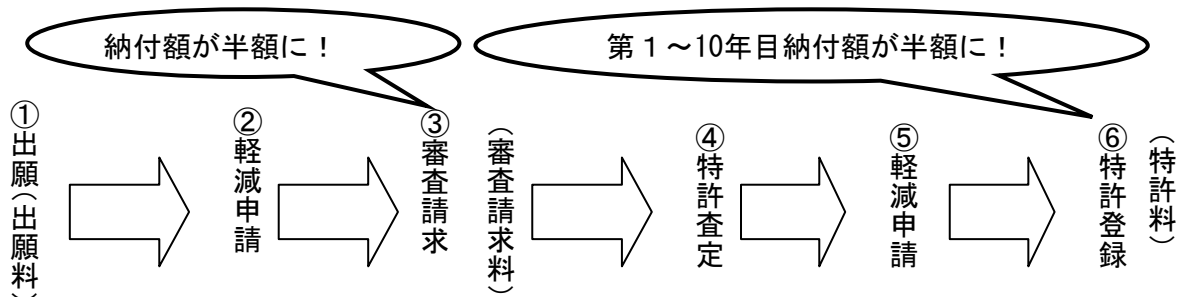 納付額が半額に！
第１～10年目納付額が半額に！
①出願（出願料）
②軽減申請
③審査請求
（審査請求料）
④特許査定
⑤軽減申請
⑥特許登録
（特許料）